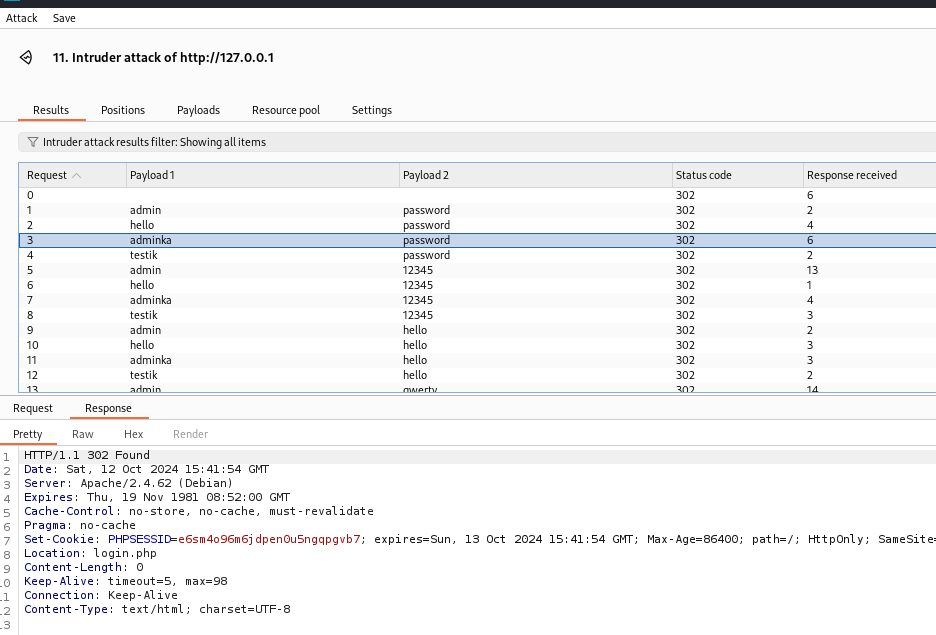 Attack Save
11. Intruder attack of http://127.0.0.1
Results Positions Payloads Resource pool Settings
Intruder attack results filter: Showing all items
Request Payload 1 Payload 2 Status code Response received
0 302 6
1 admin password 302 2
2 hello password 302 4
3 adminka password 302 6
4 testik password 302 2
5 admin 12345 302 13
6 hello 12345 302 1
7 adminka 12345 302 4
8 testik 12345 302 3
9 admin hello 302 2
10 hello hello 302 3
11 adminka hello 302 3
12 testik hello 302 2
13 admin qwerty 302 14
Request Response
Pretty Raw Hex Render
1 HTTP/1.1 302 Found
2 Date: Sat, 12 Oct 2024 15:41:54 GMT
3 Server: Apache/2.4.62 (Debian)
4 Expires: Thu, 19 Nov 1981 08:52:00 GMT
5 Cache-Control: no-store, no-cache, must-revalidate
6 Pragma: no-cache
7 Set-Cookie: PHPSESSID=e6sm4o96m6jdpen0u5ngqpgvb7; expires=Sun, 13 Oct 2024 15:41:54 GMT; Max-Age=86400; path=/; HttpOnly; SameSite=
8 Location: login.php
9 Content-Length: 0
.0 Keep-Alive: timeout=5, max=98
.1 Connection: Keep-Alive
.2 Content-Type: text/html; charset=UTF-8
.3